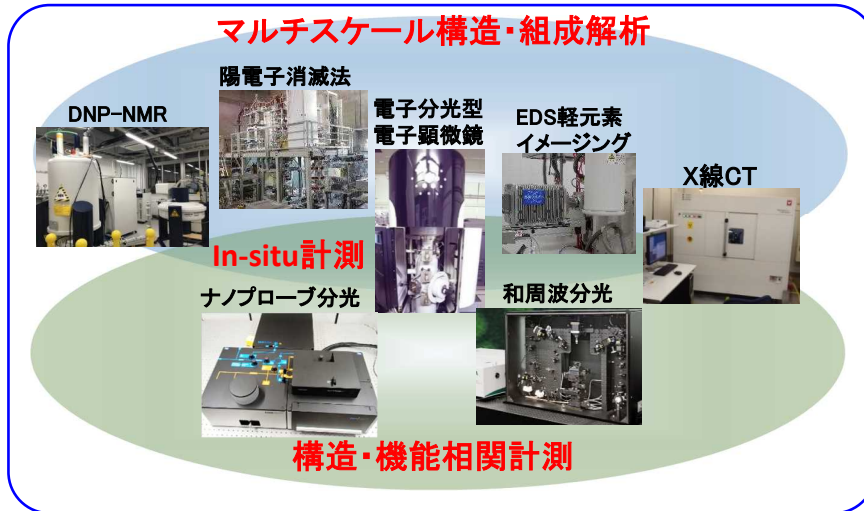 マルチスケール構造・組成解析
陽電子消滅法
DNP-NMR
電子分光型
電子顕微鏡
EDS軽元素
イメージング
X線CT
In-situ計測
ナノプローブ分光
和周波分光
構造・機能相関計測